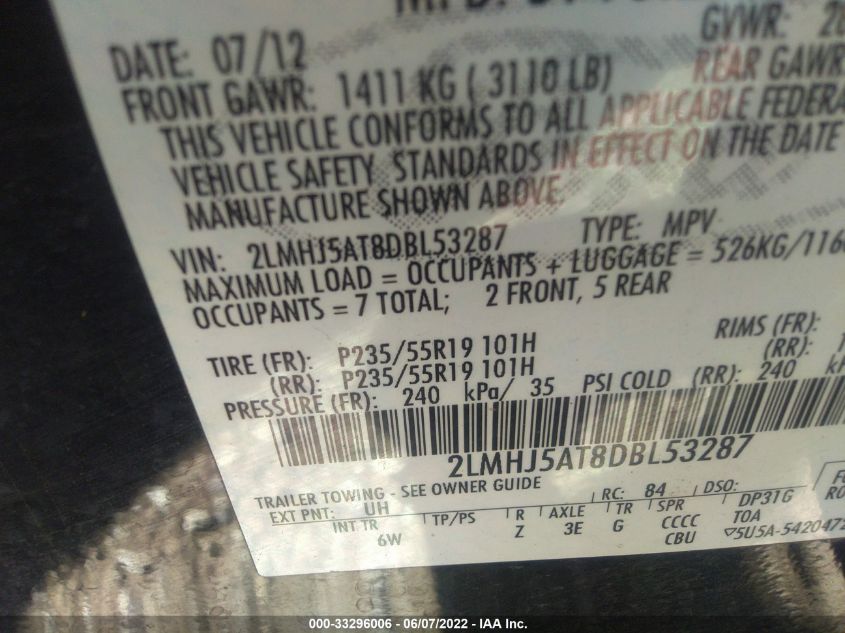 DATE: 07/12
GVWR:
FRONT GAWR: 1411 KG ( 3110 LB)
REAR GAWR
THIS VEHICLE CONFORMS TO ALL APPLICABLE FEDERA
VEHICLE SAFETY STANDARDS IN EFFECT ON THE DATE
MANUFACTURE SHOWN ABOVE.
VIN: 2LMHJ5AT8DBL53287 TYPE: MPV
MAXIMUM LOAD = OCCUPANTS + LUGGAGE = 526KG/116
OCCUPANTS = 7 TOTAL; 2 FRONT, 5 REAR
TIRE (FR): P235/55R19 101H RIMS (FR):
(RR): P235/55R19 101H (RR):
PRESSURE (FR): 240 kPa/ 35 PSI COLD (RR): 240
2LMHJ5AT8DBL53287
TRAILER TOWING - SEE OWNER GUIDE
EXT PNT: UH RC: 84 DSO:
INT TR TP/PS R AXLE TR SPR DP31G
6W Z 3E G CCCC TOA
CBU 5U5A-542047
000-33296006 - 06/07/2022 - IAA Inc.